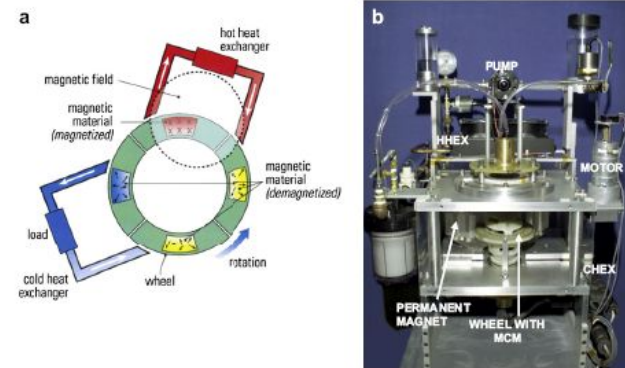 a
hot heat
exchanger
magnetic field
magnetic
material
(magnetized)
magnetic
material
(demagnetized)
load
cold heat
exchanger
wheel
rotation
b
PUMP
HHEX
MOTOR
CHEX
PERMANENT
MAGNET
WHEEL WITH
MCM